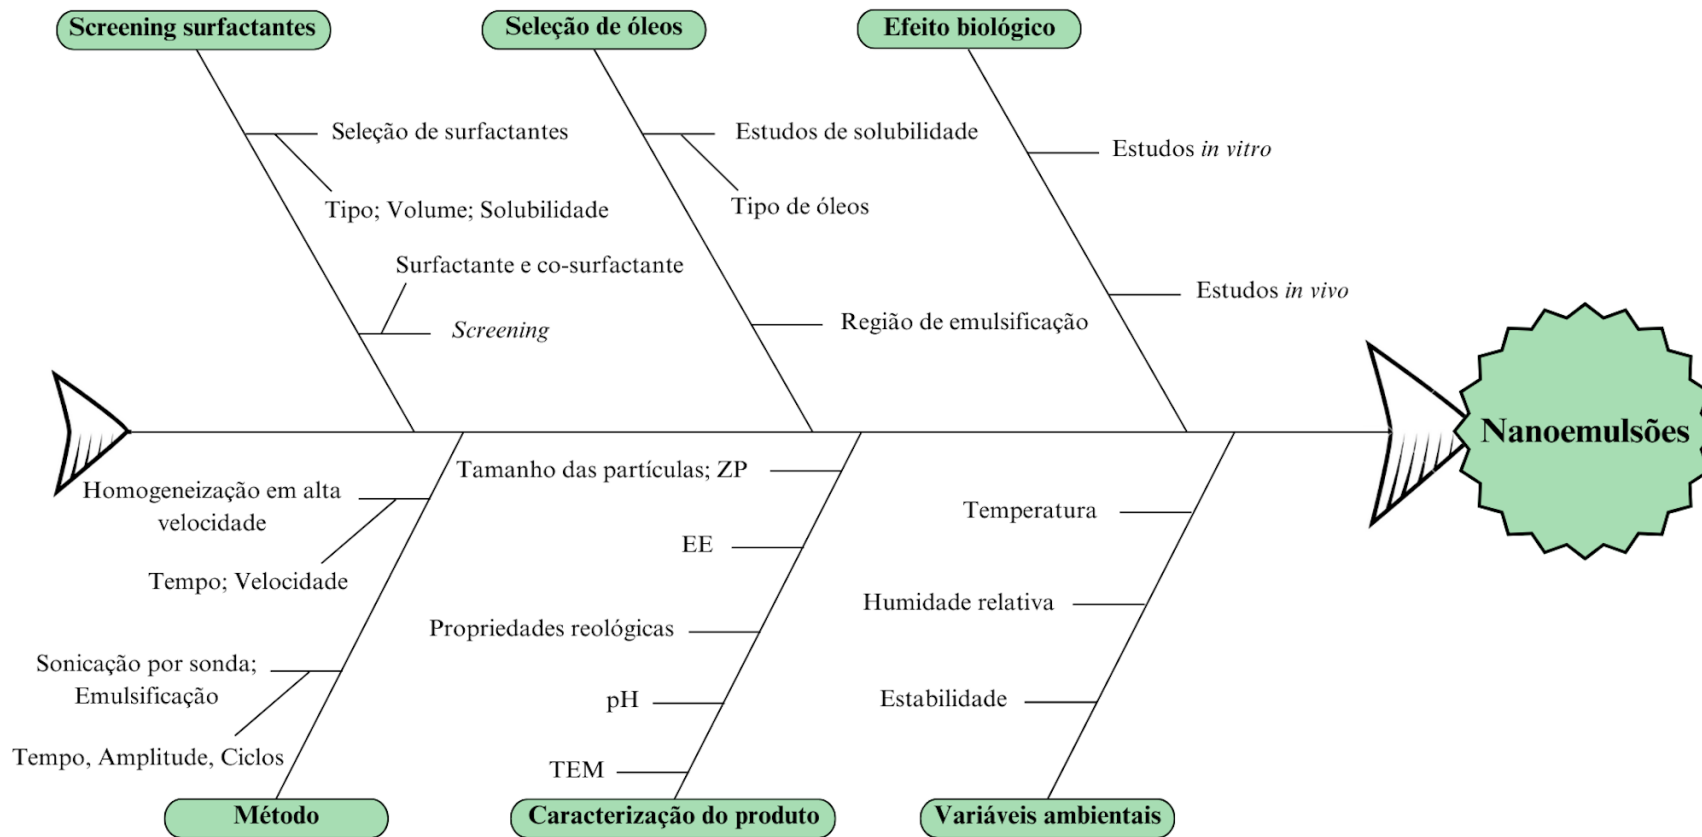 Screening surfactantes
Seleção de óleos
Efeito biológico
Seleção de surfactantes
Tipo; Volume; Solubilidade
Surfactante e co-surfactante
Screening
Estudos de solubilidade
Tipo de óleos
Região de emulsificação
Estudos in vitro
Estudos in vivo
Nanoemulsões
Homogeneização em alta
velocidade
Tempo; Velocidade
Sonicação por sonda;
Emulsificação
Tempo, Amplitude, Ciclos
Tamanho das partículas; ZP
EE
Propriedades reológicas
pH
TEM
Temperatura
Humidade relativa
Estabilidade
Método
Caracterização do produto
Variáveis ambientais